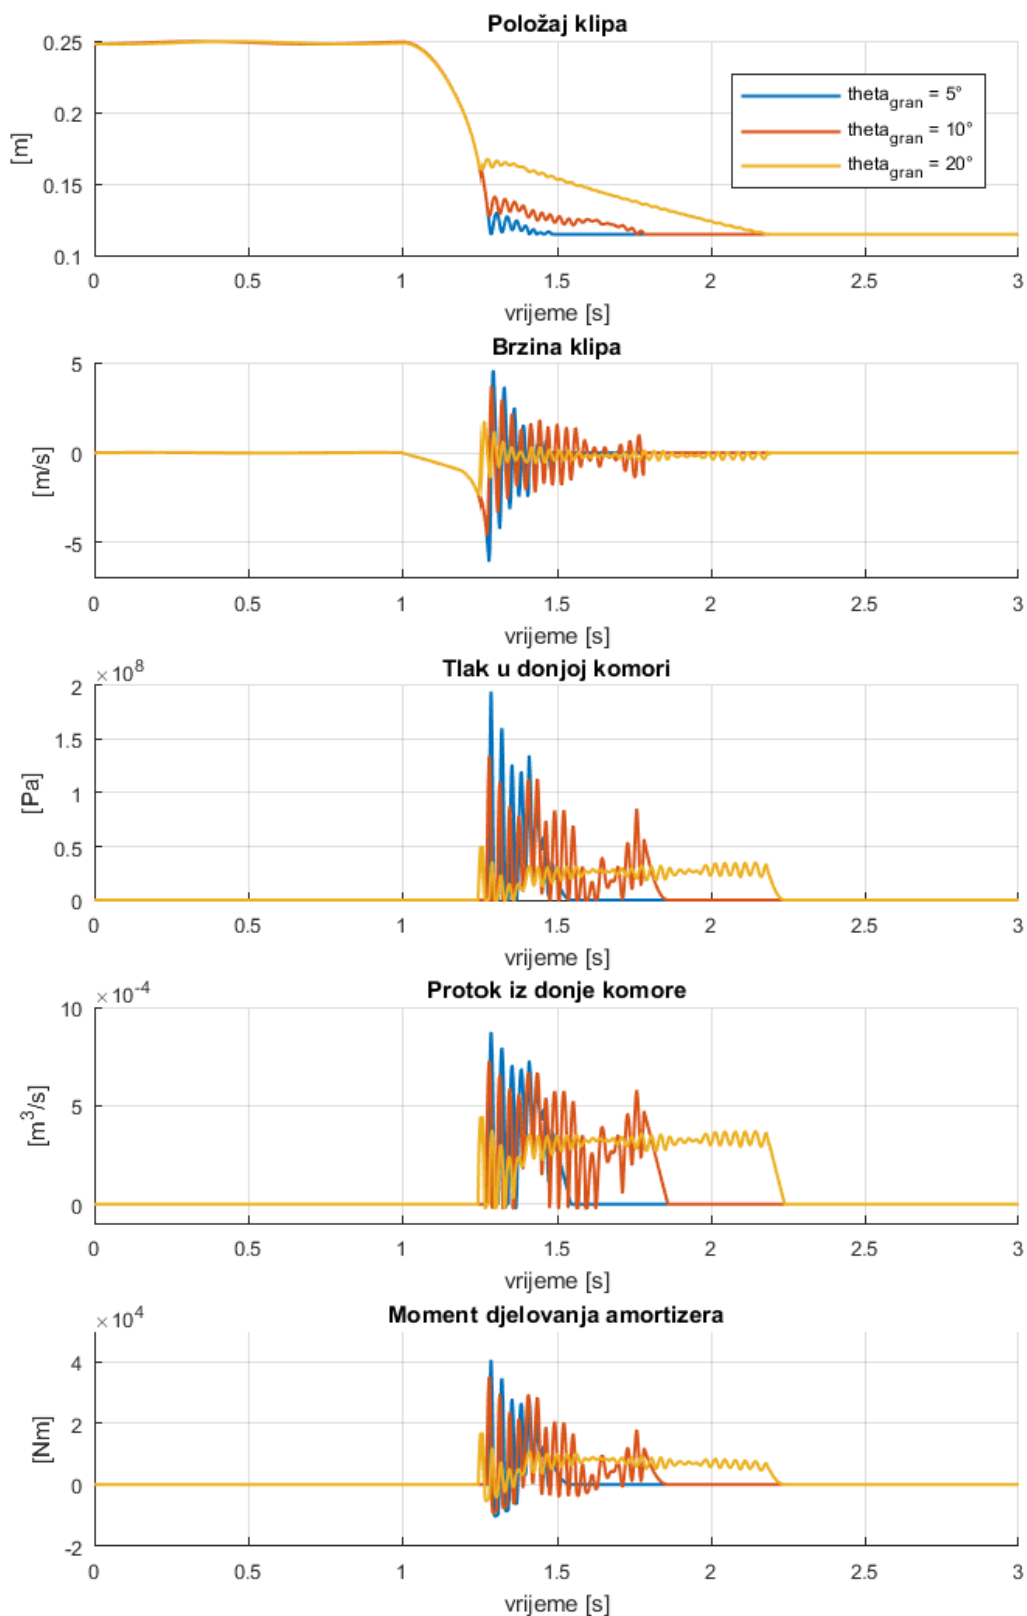 Položaj klipa
0.25
0.2
0.15
0.1
[m]
theta_gran = 5°
theta_gran = 10°
theta_gran = 20°
0 0.5 1 1.5 2 2.5 3
vrijeme [s]
Brzina klipa
5
0
-5
[m/s]
0 0.5 1 1.5 2 2.5 3
vrijeme [s]
Tlak u donjoj komori
×10^8
2
1.5
1
0.5
0
[Pa]
0 0.5 1 1.5 2 2.5 3
vrijeme [s]
Protok iz donje komore
×10^-4
10
5
0
[m^3/s]
0 0.5 1 1.5 2 2.5 3
vrijeme [s]
Moment djelovanja amortizera
×10^4
4
2
0
-2
[Nm]
0 0.5 1 1.5 2 2.5 3
vrijeme [s]